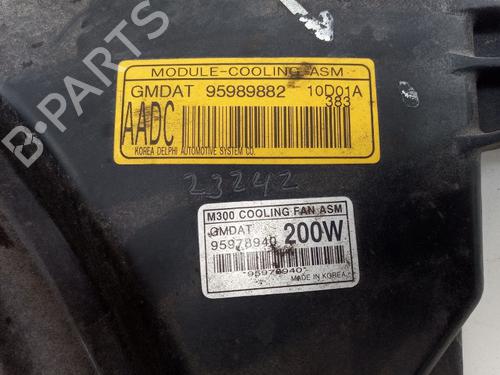 MODULE-COOLING ASM
GMDAT 95989882 10D01A
383
AADC
KOREA DELPHI AUTOMOTIVE SYSTEM CO.
23242
M300 COOLING FAN ASM
GMDAT
95978940 200W
*95978940*
MADE IN KOREA
B-PARTS